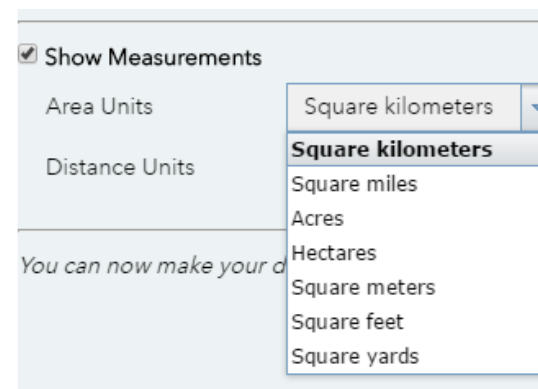 Show Measurements
Area Units
Square kilometers
Distance Units
Square kilometers
Square miles
Acres
Hectares
Square meters
Square feet
Square yards
You can now make your d